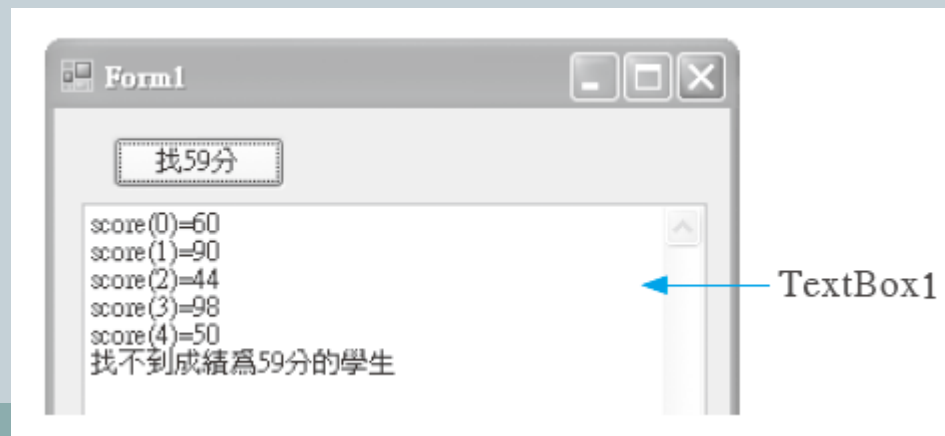 Form1
找59分
score(0)=60
score(1)=90
score(2)=44
score(3)=98
score(4)=50
找不到成績爲59分的學生
TextBox1